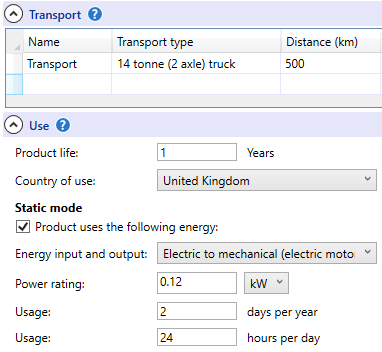 Transport ?
Name Transport type Distance (km)
Transport 14 tonne (2 axle) truck 500
Use ?
Product life: 1 Years
Country of use: United Kingdom
Static mode
Product uses the following energy:
Energy input and output: Electric to mechanical (electric moto
Power rating: 0.12 kW
Usage: 2 days per year
Usage: 24 hours per day